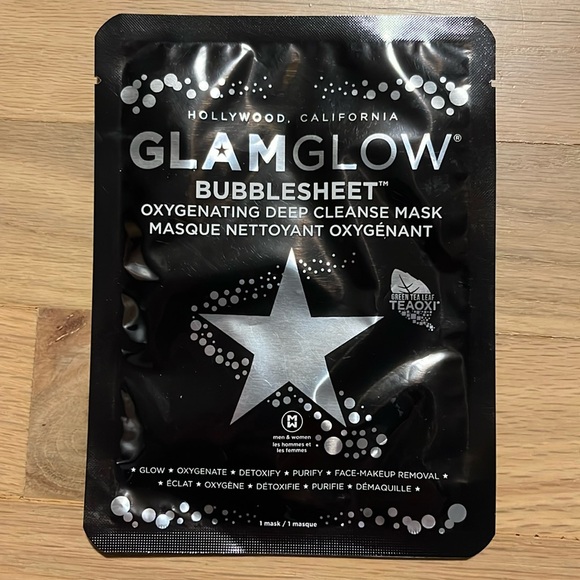 HOLLYWOOD, CALIFORNIA
GLAMGLOW®
BUBBLESHEET™
OXYGENATING DEEP CLEANSE MASK
MASQUE NETTOYANT OXYGÉNANT
GREEN TEA LEAF
TEAOXI™
M
W
men & women
les hommes et
les femmes
★ GLOW ★ OXYGENATE ★ DETOXIFY ★ PURIFY ★ FACE-MAKEUP REMOVAL ★
★ ÉCLAT ★ OXYGÈNE ★ DÉTOXIFIE ★ PURIFIE ★ DÉMAQUILLE ★
1 mask / 1 masque